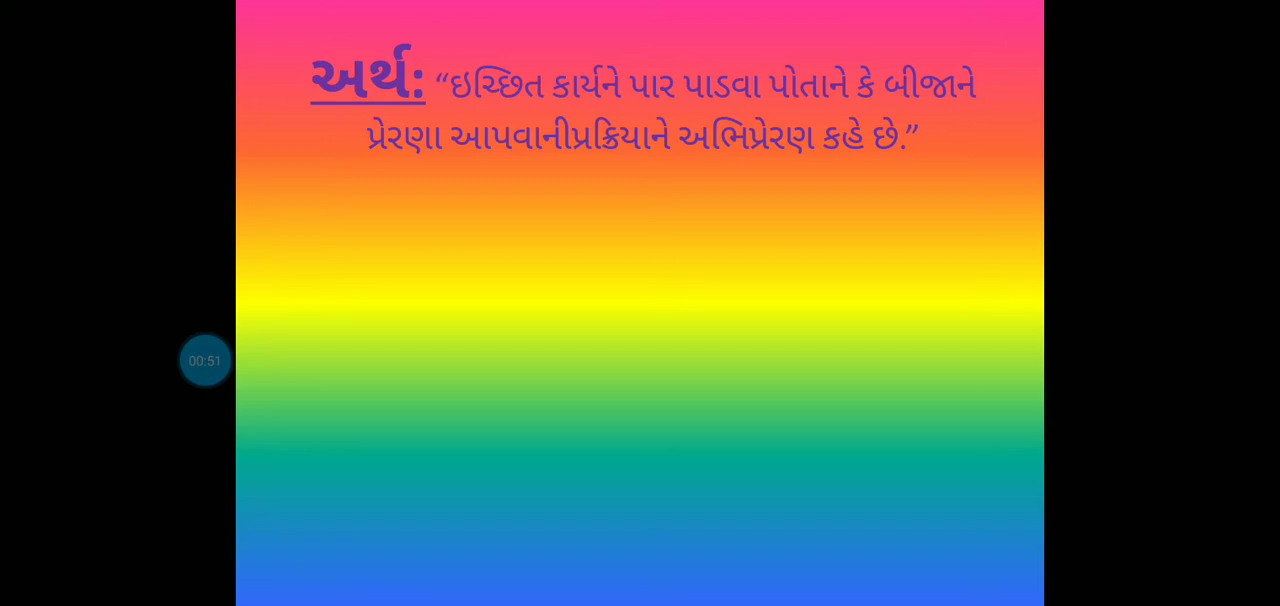 અર્થ: “ઇચ્છિત કાર્યને પાર પાડવા પોતાને કે બીજાને
પ્રેરણા આપવાનીપ્રક્રિયાને અભિપ્રેરણ કહે છે.”
00:51